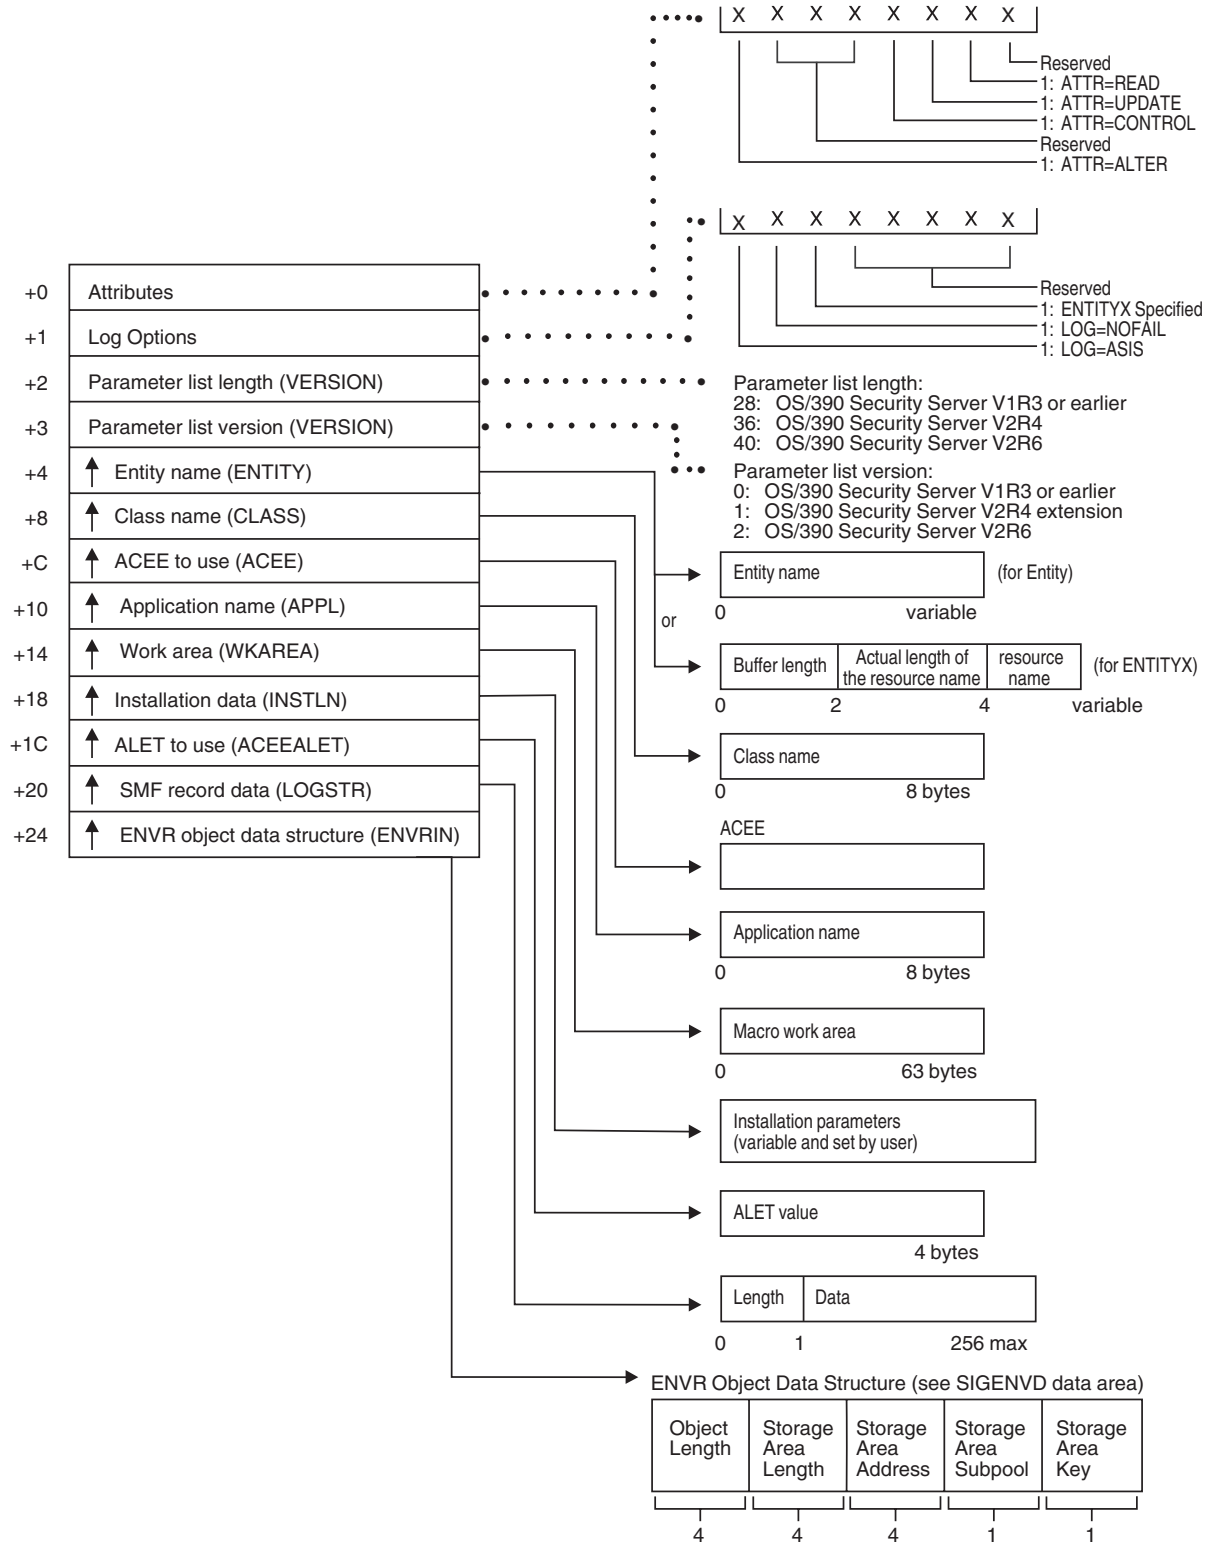 X X X X X X X X
Reserved
1: ATTR=READ
1: ATTR=UPDATE
1: ATTR=CONTROL
Reserved
1: ATTR=ALTER
X X X X X X X X
Reserved
1: ENTITYX Specified
1: LOG=NOFAIL
1: LOG=ASIS
+0 Attributes
+1 Log Options
+2 Parameter list length (VERSION)
+3 Parameter list version (VERSION)
+4 Entity name (ENTITY)
+8 Class name (CLASS)
+C ACEE to use (ACEE)
+10 Application name (APPL)
+14 Work area (WKAREA)
+18 Installation data (INSTLN)
+1C ALET to use (ACEEALET)
+20 SMF record data (LOGSTR)
+24 ENVR object data structure (ENVRIN)
Parameter list length:
28: OS/390 Security Server V1R3 or earlier
36: OS/390 Security Server V2R4
40: OS/390 Security Server V2R6
Parameter list version:
0: OS/390 Security Server V1R3 or earlier
1: OS/390 Security Server V2R4 extension
2: OS/390 Security Server V2R6
Entity name (for Entity)
0 variable
or
Buffer length
Actual length of
the resource name
resource
name
(for ENTITYX)
0 2 4 variable
Class name
0 8 bytes
ACEE
Application name
0 8 bytes
Macro work area
0 63 bytes
Installation parameters
(variable and set by user)
ALET value
4 bytes
Length Data
0 1 256 max
ENVR Object Data Structure (see SIGENVD data area)
Object
Length
Storage
Area
Length
Storage
Area
Address
Storage
Area
Subpool
Storage
Area
Key
4 4 4 1 1